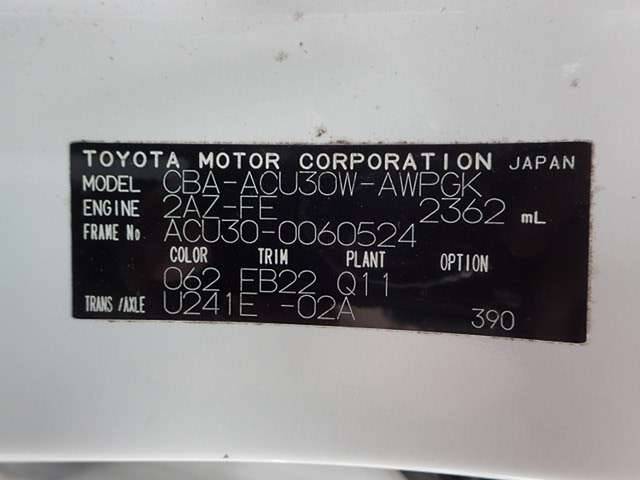 TOYOTA MOTOR CORPORATION JAPAN
MODEL CBA-ACU30W-AWPGK
ENGINE 2AZ-FE 2362 mL
FRAME No ACU30-0060524
COLOR TRIM PLANT OPTION
062 FB22 Q11
TRANS/AXLE U241E -02A 390